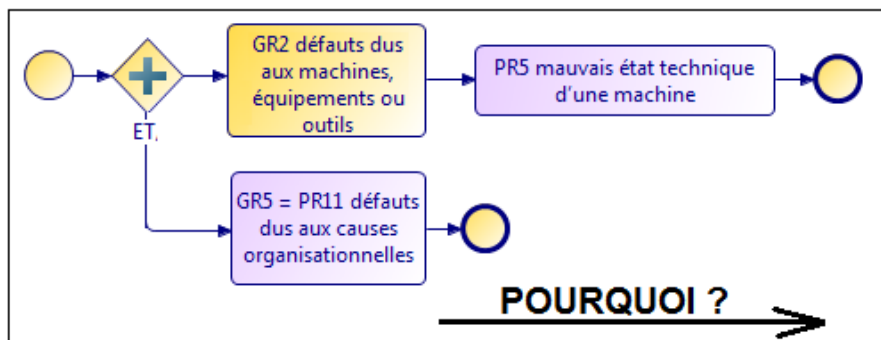 GR2 défauts dus
aux machines,
équipements ou
outils
PR5 mauvais état technique
d'une machine
ET.
GR5 = PR11 défauts
dus aux causes
organisationnelles
POURQUOI ?